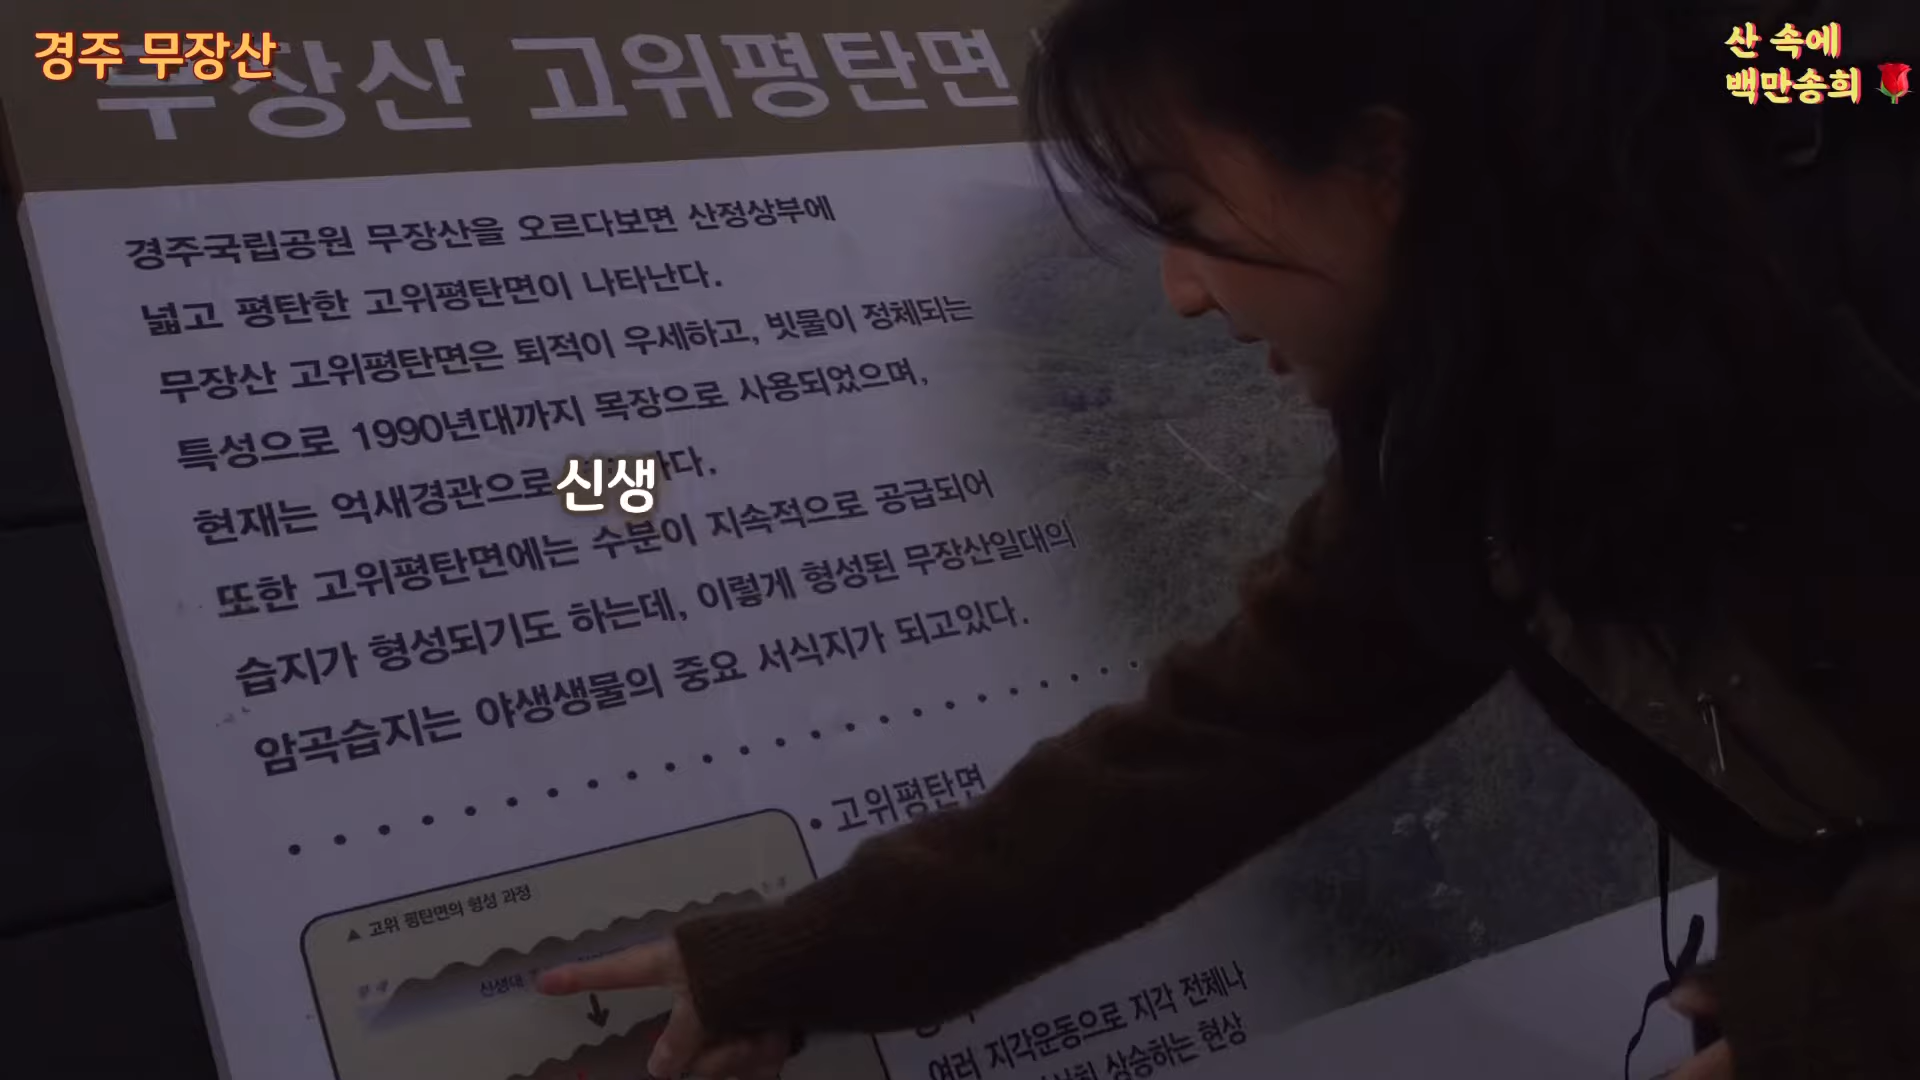 경주 무장산
산 속에
백만송희
무장산 고위평탄면
경주국립공원 무장산을 오르다보면 산정상부에
넓고 평탄한 고위평탄면이 나타난다.
무장산 고위평탄면은 퇴적이 우세하고, 빗물이 정체되는
특성으로 1990년대까지 목장으로 사용되었으며,
현재는 억새경관으로 다.
신생
또한 고위평탄면에는 수분이 지속적으로 공급되어
습지가 형성되기도 하는데, 이렇게 형성된 무장산일대의
암곡습지는 야생생물의 중요 서식지가 되고있다.
• 고위평탄면
▲ 고위 평탄면의 형성 과정
신생대
여러 지각운동으로 지각 전체나
상승하는 현상